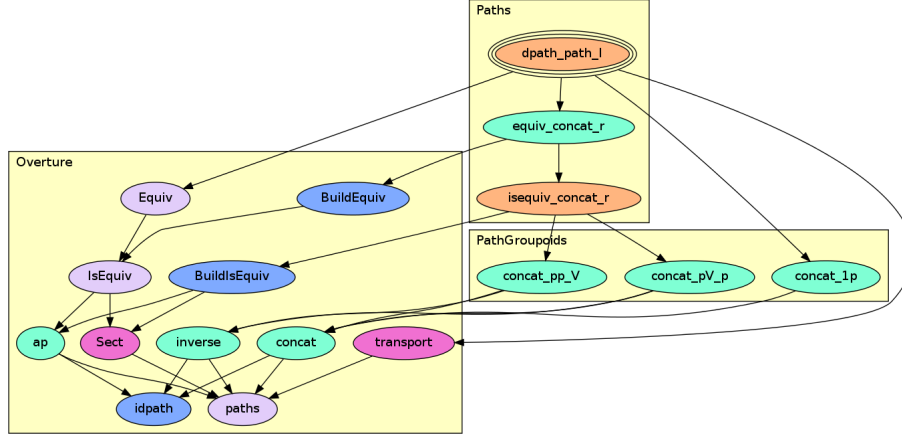 Paths
dpath_path_l
equiv_concat_r
Overture
Equiv
BuildEquiv
isequiv_concat_r
PathGroupoids
IsEquiv
BuildIsEquiv
concat_pp_V
concat_pV_p
concat_1p
ap
Sect
inverse
concat
transport
idpath
paths